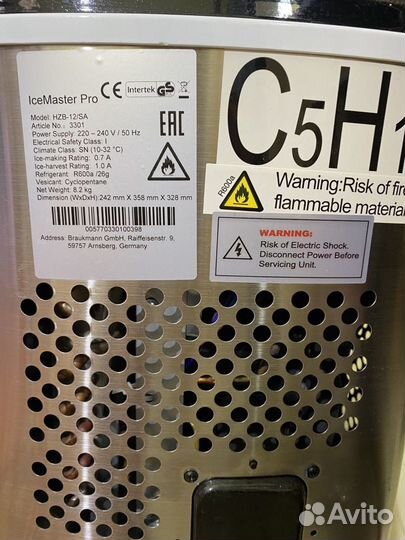 IceMaster Pro
CE Intertek GS
Model: HZB-12/SA
Article No.: 3301
Power Supply: 220 – 240 V / 50 Hz
Electrical Safety Class: I
Climate Class: SN (10-32 °C)
Ice-making Rating: 0.7 A
Ice-harvest Rating: 1.0 A
Refrigerant: R600a /26g
Vesicant: Cyclopentane
Net Weight: 8.2 kg
Dimension (WxDxH):242 mm X 358 mm X 328 mm
EAC
005770330100398
Address: Braukmann GmbH, Raiffeisenstr. 9,
59757 Arnsberg, Germany
C5H1
R600a
Warning:Risk of fire
flammable material
WARNING:
Risk of Electric Shock.
Disconnect Power Before
Servicing Unit.
Avito